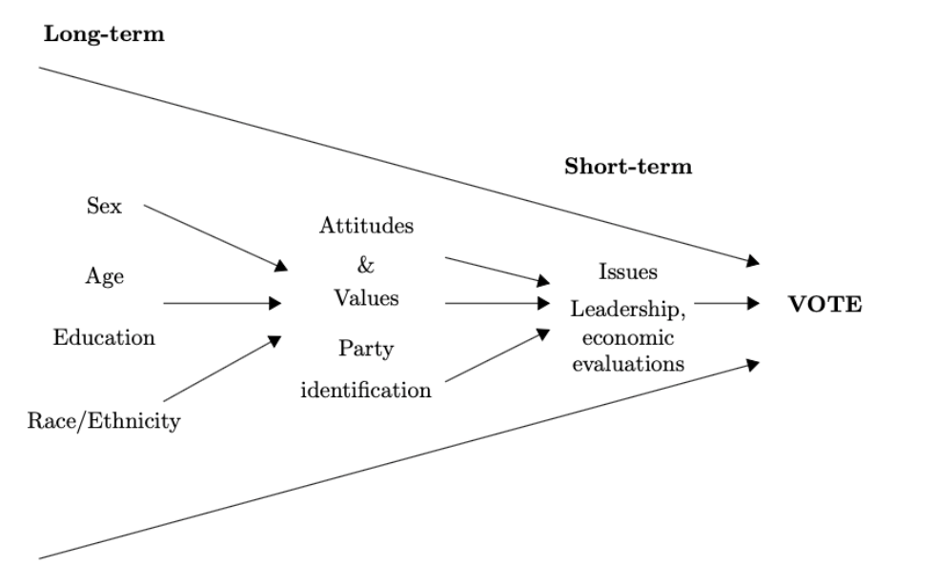 Long-term
Short-term
Sex
Age
Education
Race/Ethnicity
Attitudes
&
Values
Party
identification
Issues
Leadership,
economic
evaluations
VOTE